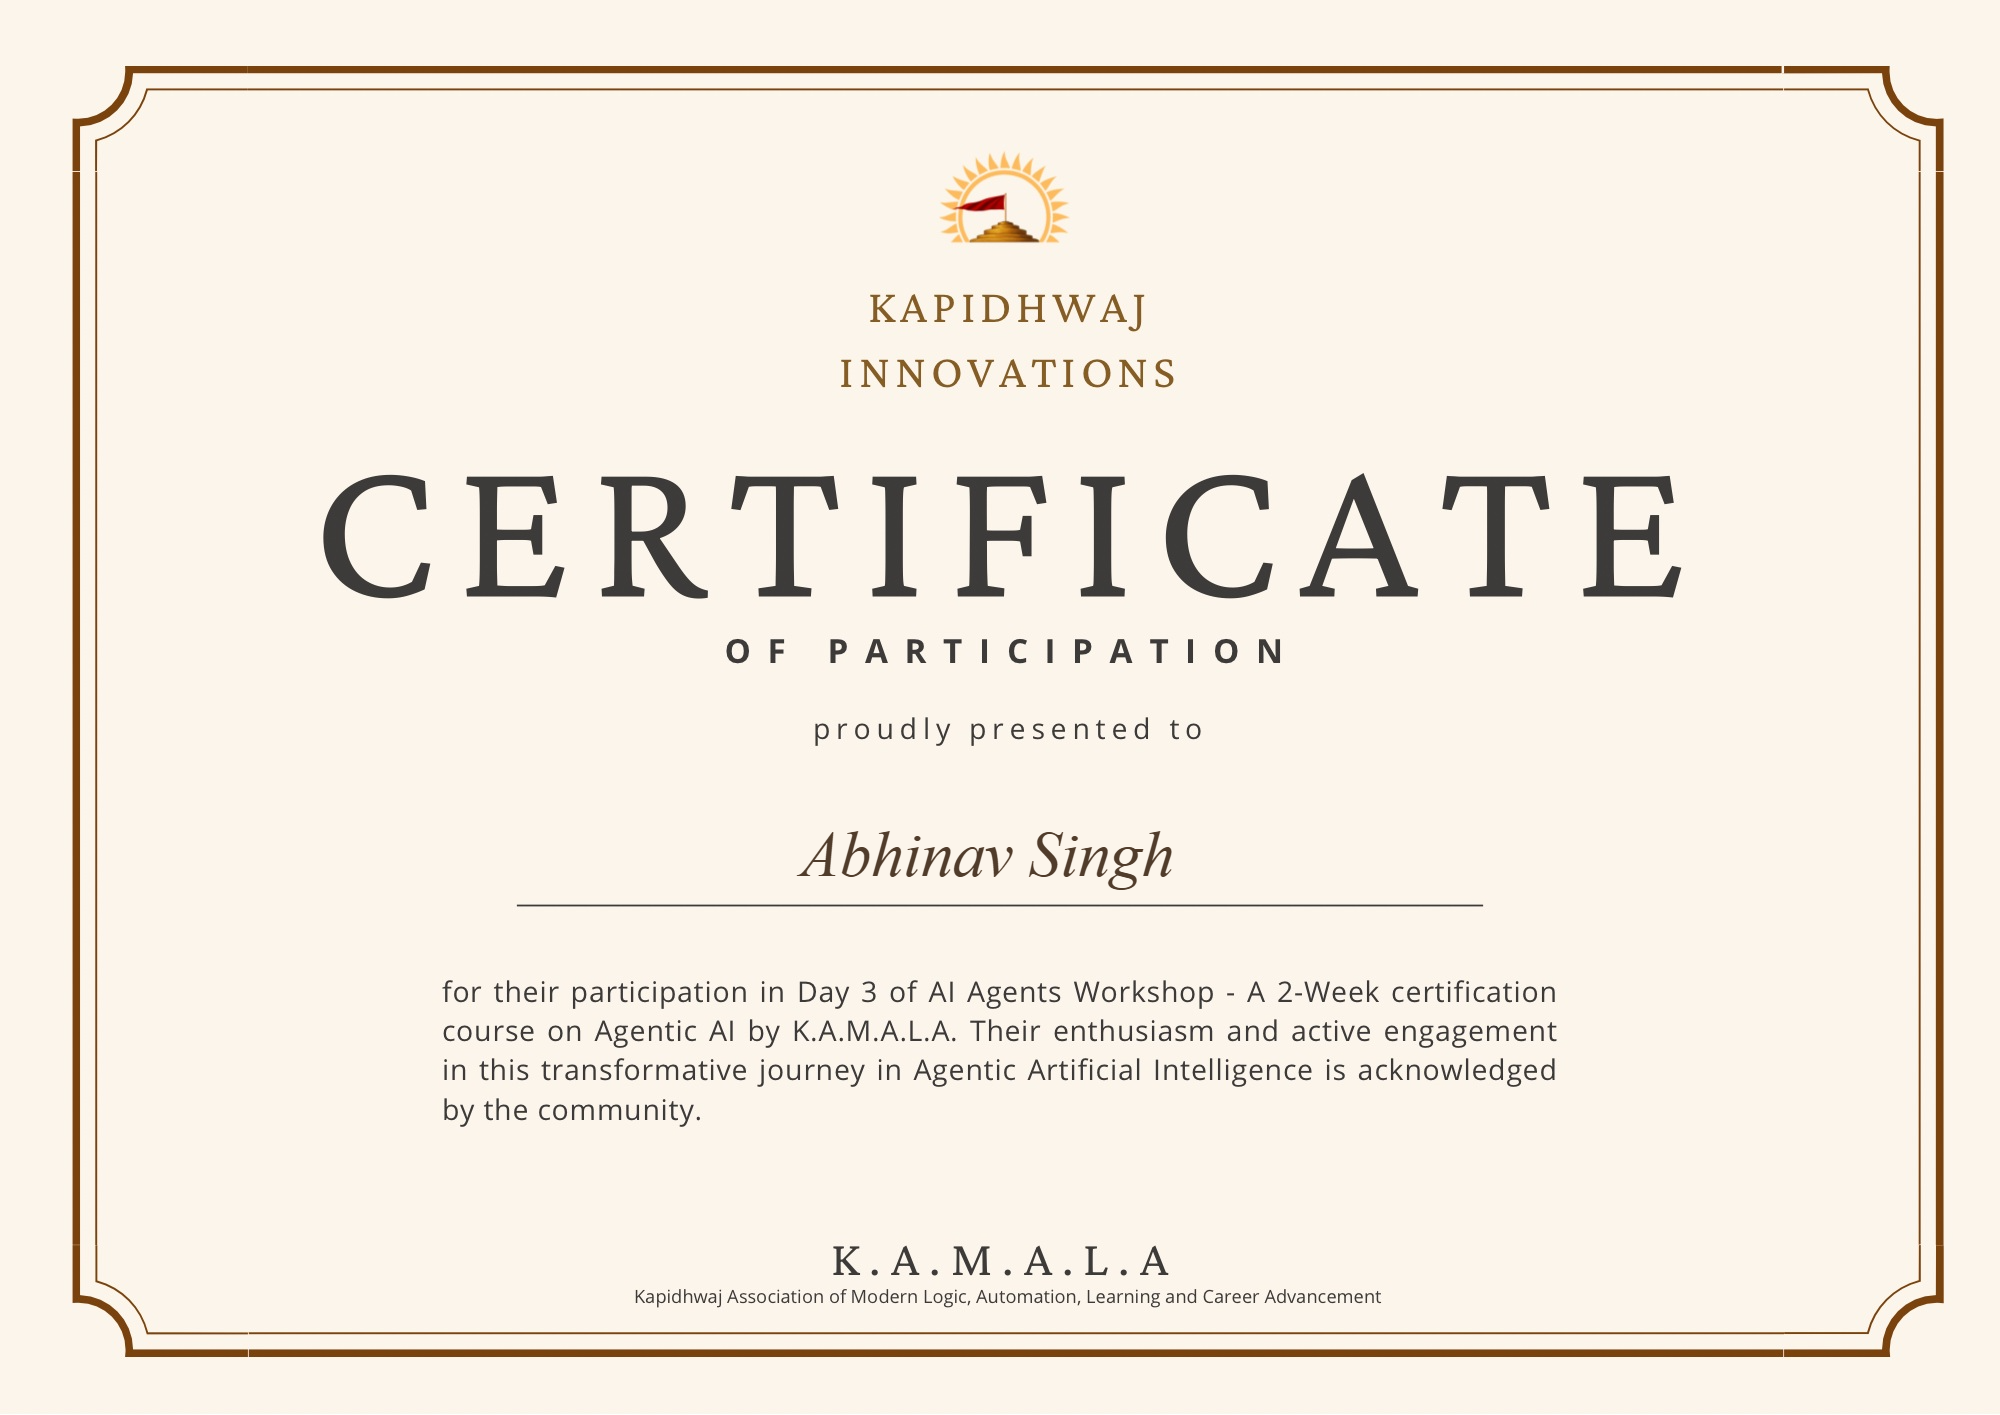 KAPIDHWAJ
INNOVATIONS
CERTIFICATE
OF PARTICIPATION
proudly presented to
Abhinav Singh
for their participation in Day 3 of AI Agents Workshop - A 2-Week certification
course on Agentic AI by K.A.M.A.L.A. Their enthusiasm and active engagement
in this transformative journey in Agentic Artificial Intelligence is acknowledged
by the community.
K.A.M.A.L.A
Kapidhwaj Association of Modern Logic, Automation, Learning and Career Advancement